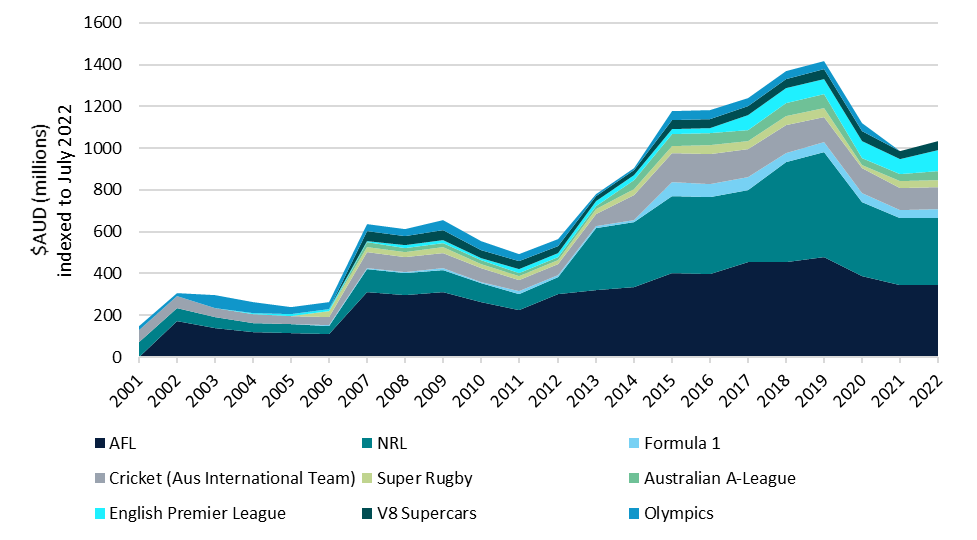 1600
1400
1200
1000
800
600
400
200
0
$AUD (millions)
indexed to July 2022
2001 2002 2003 2004 2005 2006 2007 2008 2009 2010 2011 2012 2013 2014 2015 2016 2017 2018 2019 2020 2021 2022
AFL NRL Formula 1
Cricket (Aus International Team) Super Rugby Australian A-League
English Premier League V8 Supercars Olympics